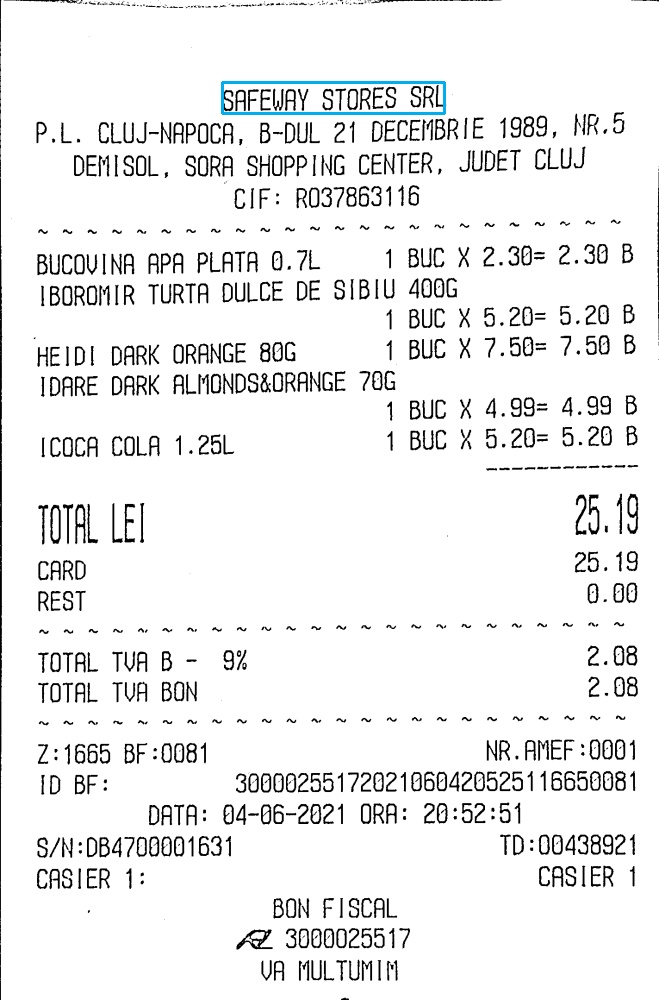 SAFEWAY STORES SRL
P.L. CLUJ-NAPOCA, B-DUL 21 DECEMBRIE 1989, NR.5
DEMISOL, SORA SHOPPING CENTER, JUDET CLUJ
CIF: RO37863116
~ ~ ~ ~ ~ ~ ~ ~ ~ ~ ~ ~ ~ ~ ~ ~ ~ ~ ~ ~ ~ ~ ~ ~
BUCOVINA APA PLATA 0.7L 1 BUC X 2.30= 2.30 B
IBOROMIR TURTA DULCE DE SIBIU 400G
1 BUC X 5.20= 5.20 B
HEIDI DARK ORANGE 80G 1 BUC X 7.50= 7.50 B
IDARE DARK ALMONDS&ORANGE 70G
1 BUC X 4.99= 4.99 B
ICOCA COLA 1.25L 1 BUC X 5.20= 5.20 B
------------
TOTAL LEI 25.19
CARD 25.19
REST 0.00
~ ~ ~ ~ ~ ~ ~ ~ ~ ~ ~ ~ ~ ~ ~ ~ ~ ~ ~ ~ ~ ~ ~ ~
TOTAL TVA B - 9% 2.08
TOTAL TVA BON 2.08
~ ~ ~ ~ ~ ~ ~ ~ ~ ~ ~ ~ ~ ~ ~ ~ ~ ~ ~ ~ ~ ~ ~ ~
Z:1665 BF:0081 NR.AMEF:0001
ID BF: 30000255172021060420525116650081
DATA: 04-06-2021 ORA: 20:52:51
S/N:DB4700001631 TD:00438921
CASIER 1: CASIER 1
BON FISCAL
3000025517
VA MULTUMIM